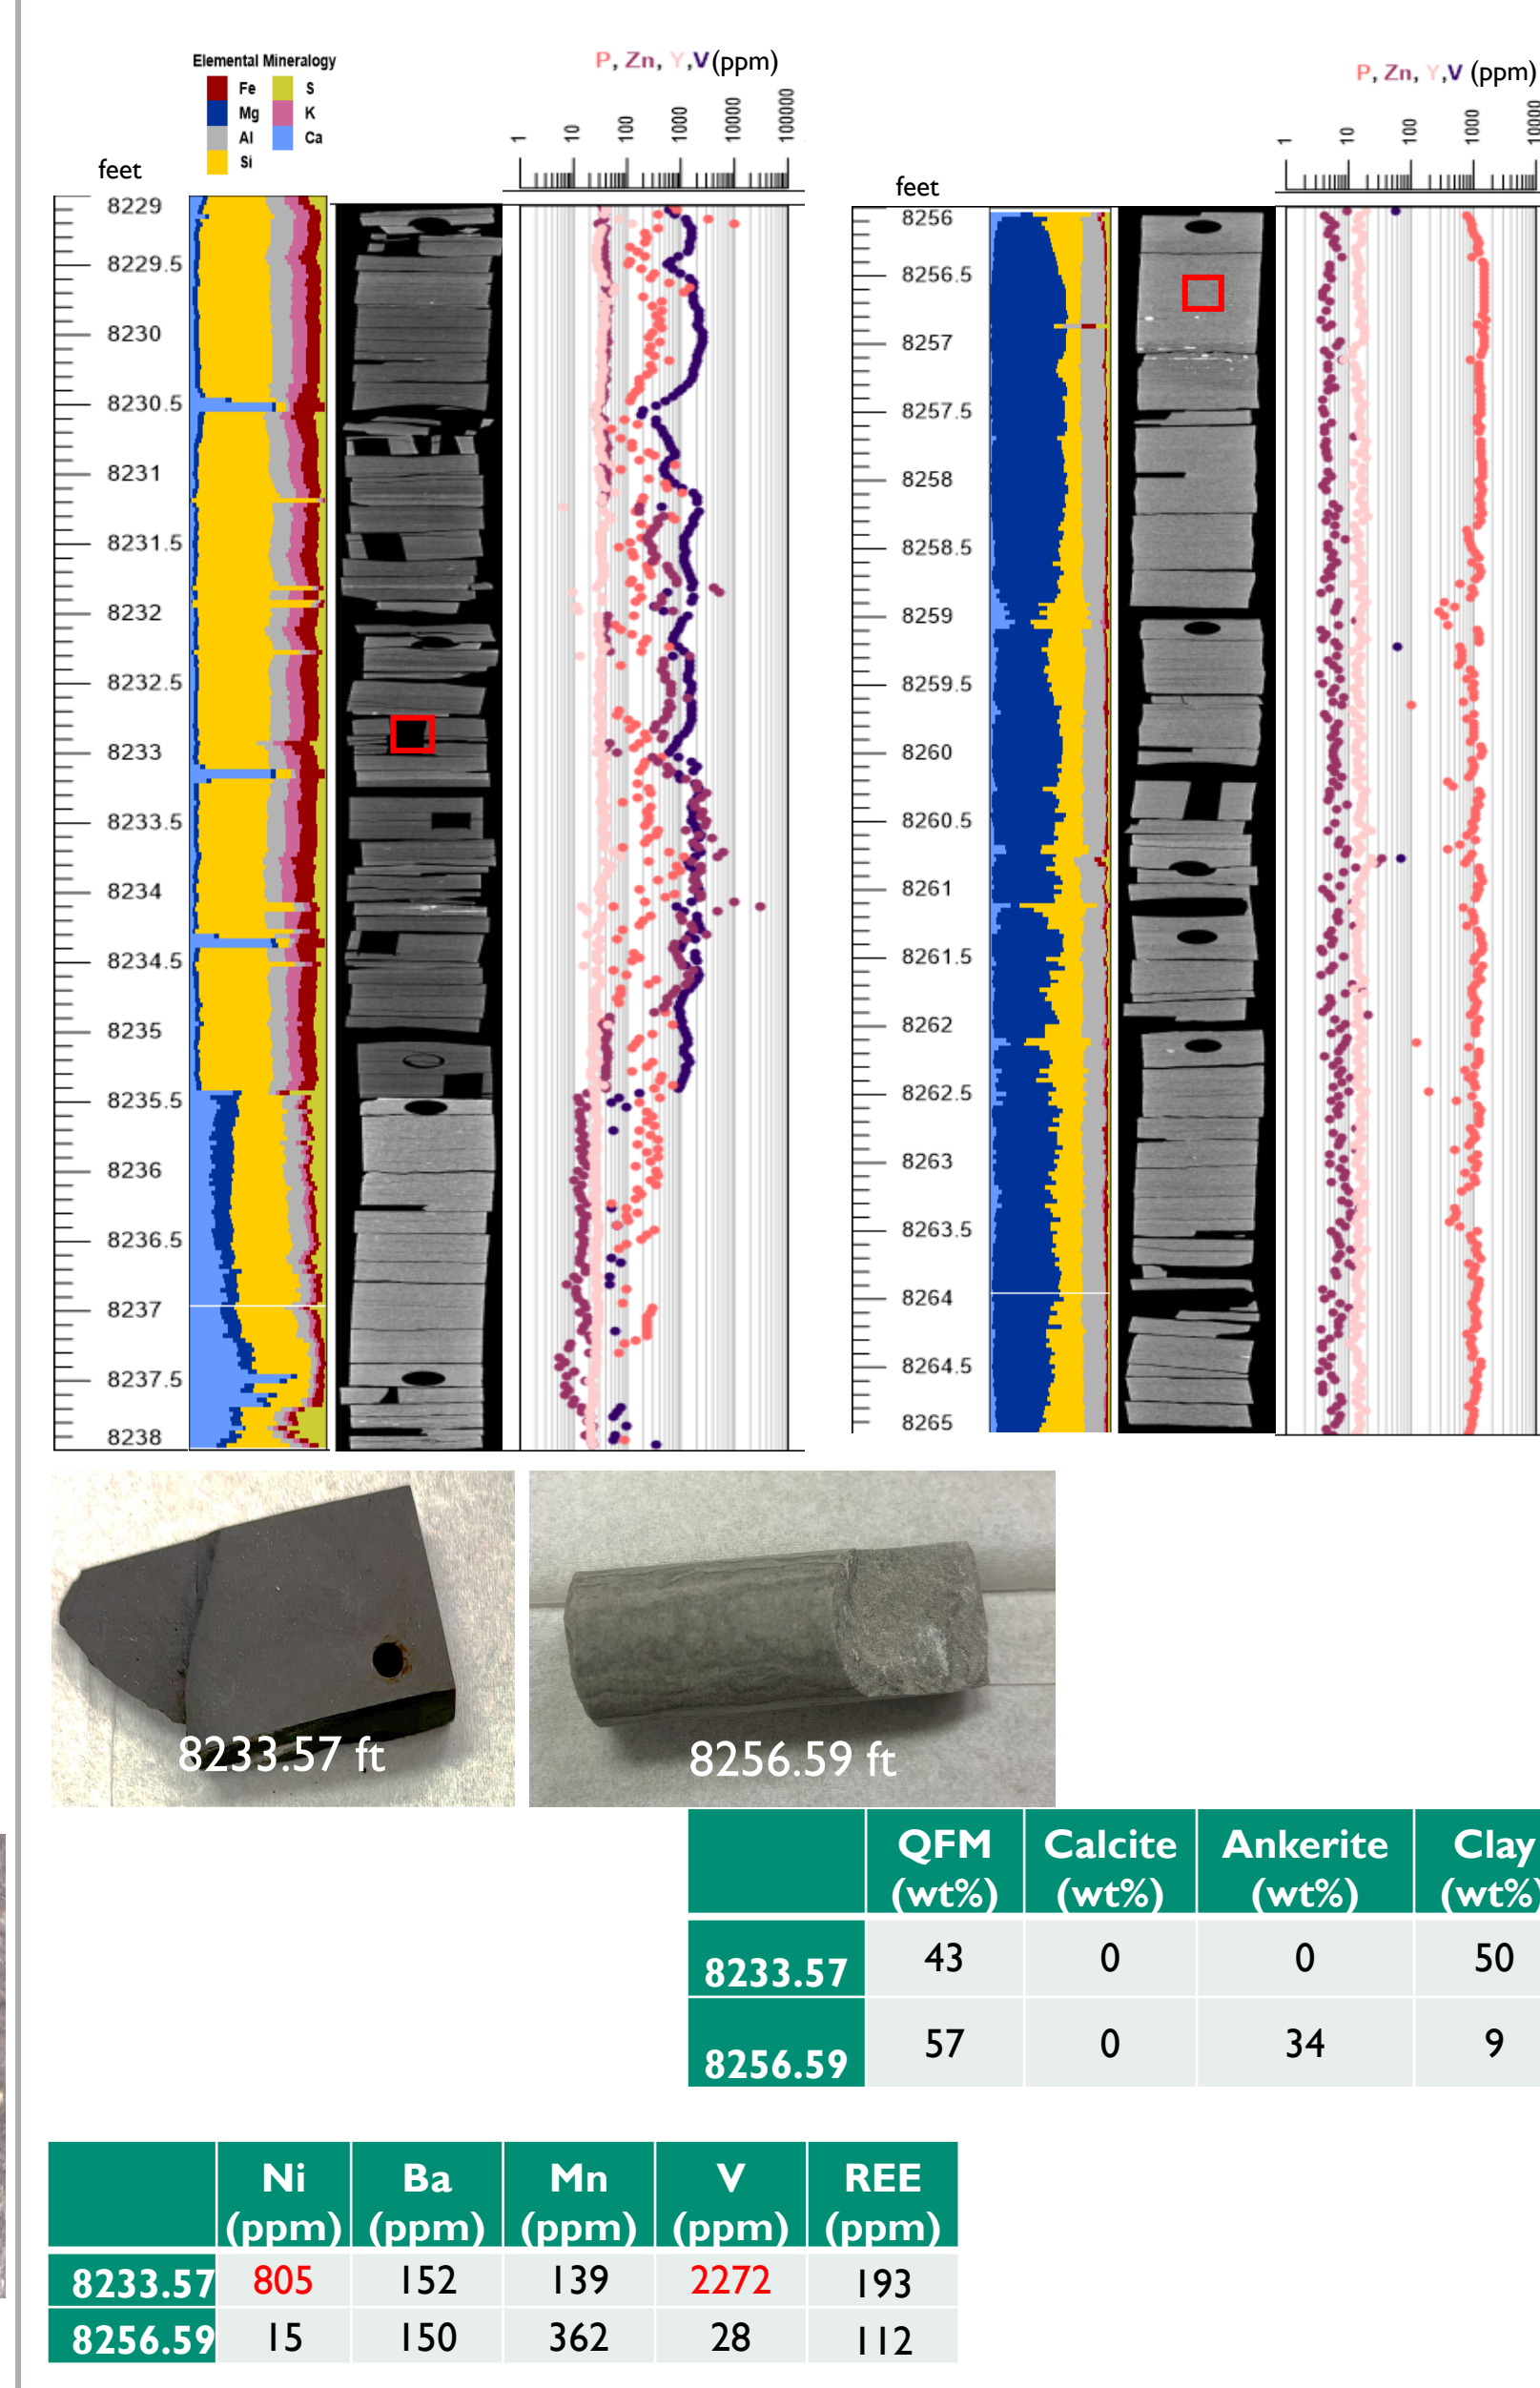 Elemental Mineralogy
Fe S
Mg K
Al Ca
Si
P, Zn, Y,V (ppm)
1 10 100 1000 10000 100000
feet
8229
8229.5
8230
8230.5
8231
8231.5
8232
8232.5
8233
8233.5
8234
8234.5
8235
8235.5
8236
8236.5
8237
8237.5
8238
P, Zn, Y,V (ppm)
1 10 100 1000 10000
feet
8256
8256.5
8257
8257.5
8258
8258.5
8259
8259.5
8260
8260.5
8261
8261.5
8262
8262.5
8263
8263.5
8264
8264.5
8265
8233.57 ft
8256.59 ft
QFM (wt%) Calcite (wt%) Ankerite (wt%) Clay (wt%)
8233.57 43 0 0 50
8256.59 57 0 34 9
Ni (ppm) Ba (ppm) Mn (ppm) V (ppm) REE (ppm)
8233.57 805 152 139 2272 193
8256.59 15 150 362 28 112